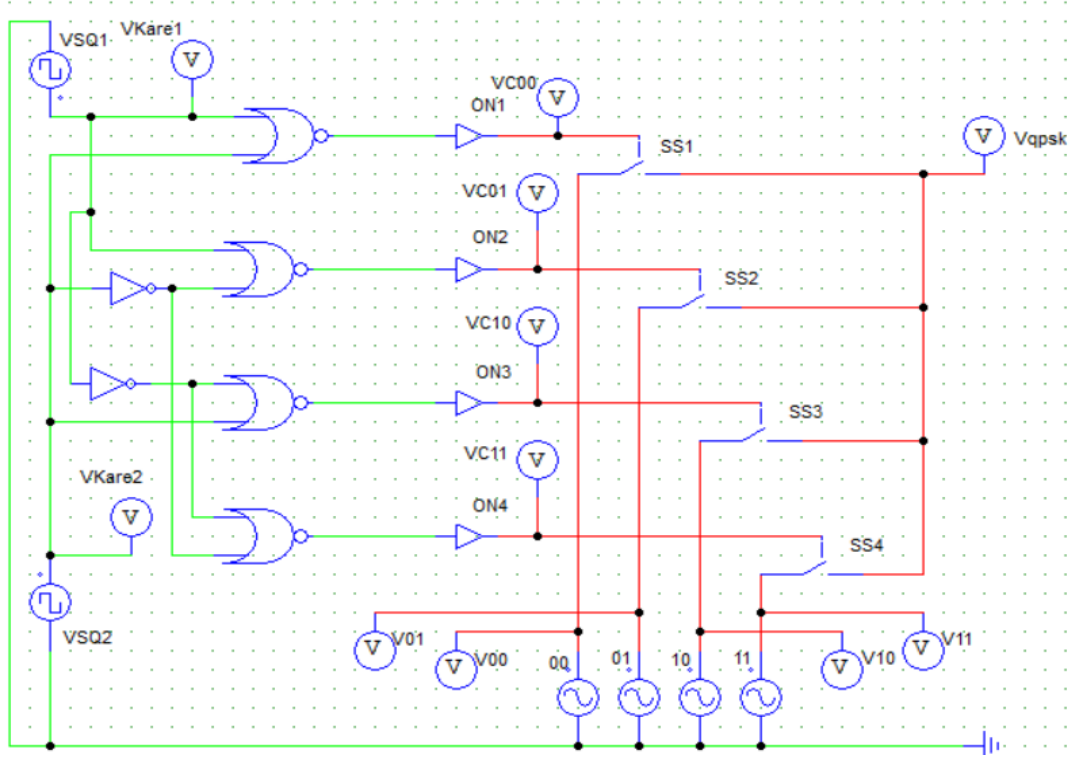 VSQ1
VKare1
VC00
ON1
V
V
V
SS1
Vqpsk
VC01
V
ON2
SS2
VC10
V
ON3
SS3
VC11
V
VKare2
V
ON4
SS4
VSQ2
V
V01
V
V00
00
01
10
11
V
V10
V
V11